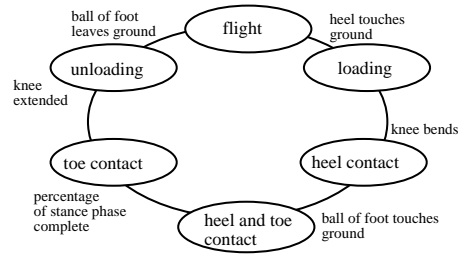 ball of foot
leaves ground
flight
heel touches
ground
unloading
loading
knee
extended
knee bends
toe contact
heel contact
percentage
of stance phase
complete
heel and toe
contact
ball of foot touches
ground